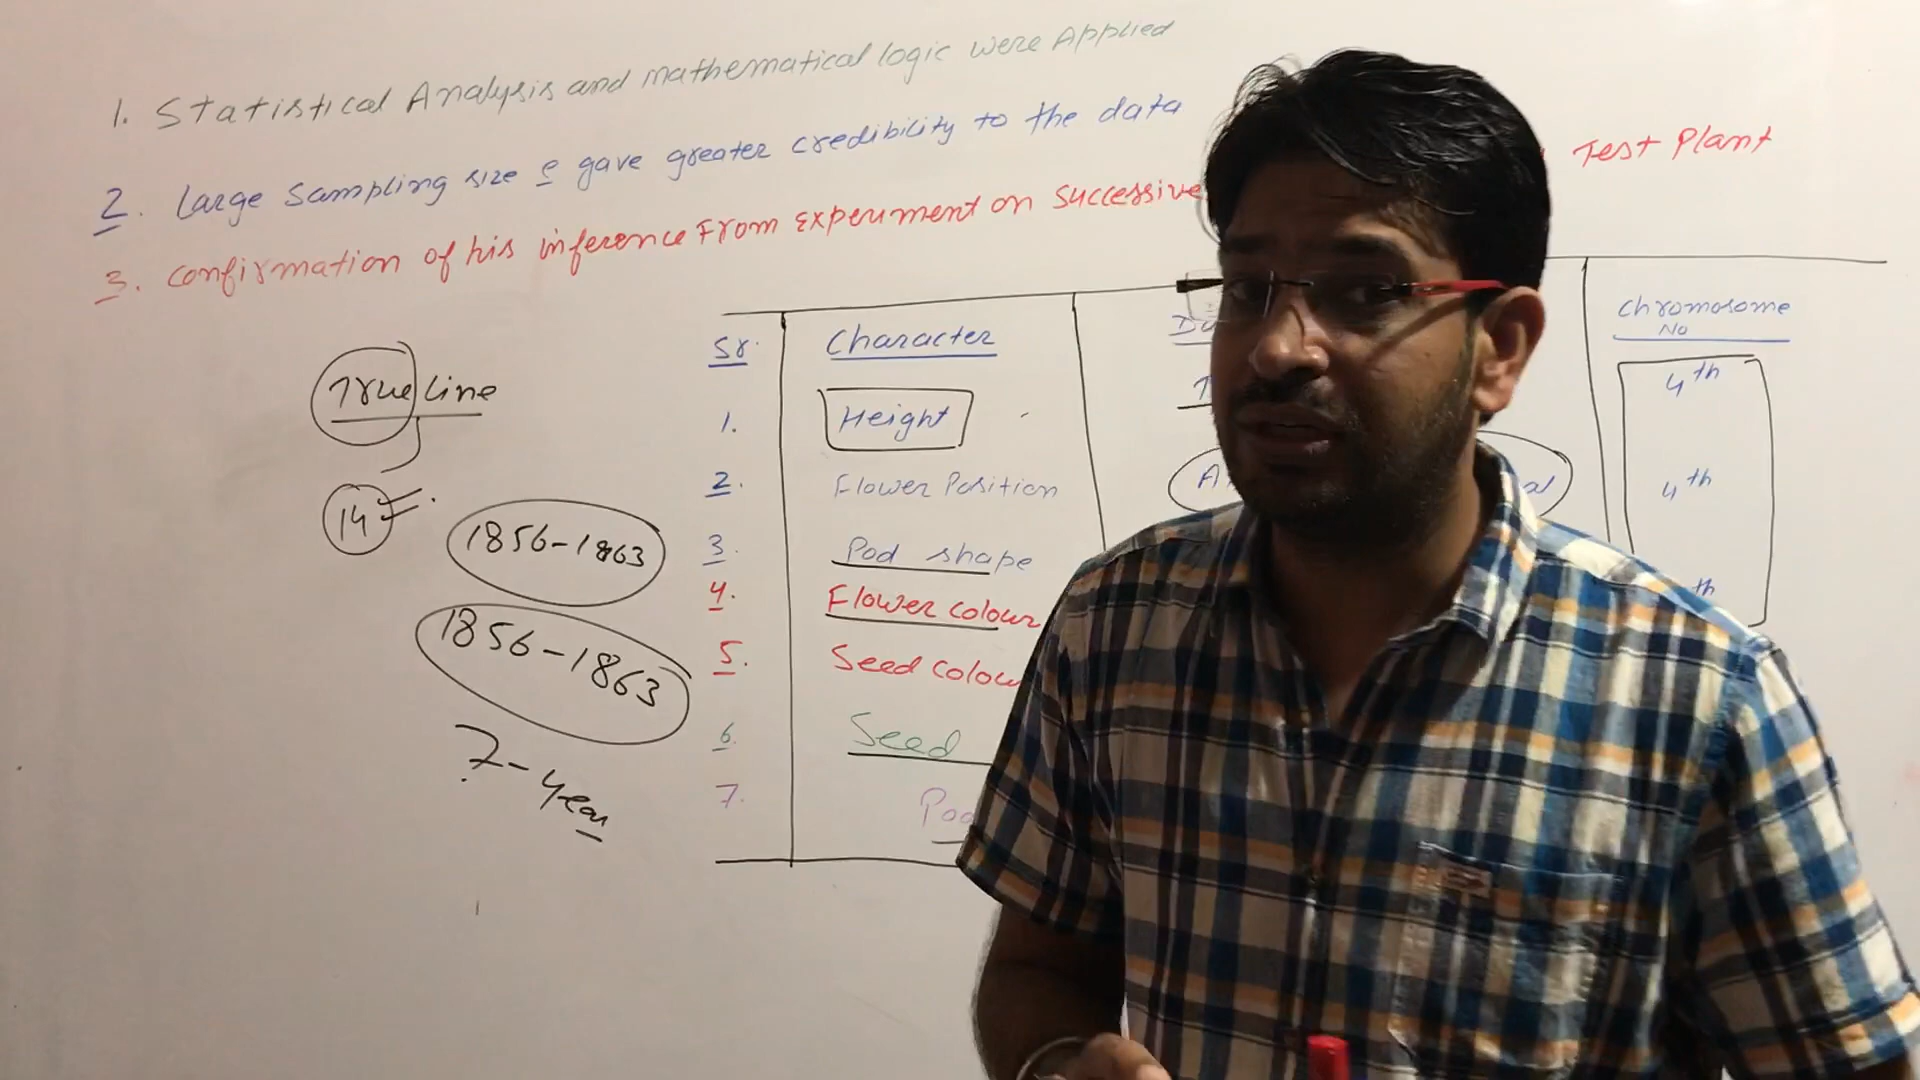 1. Statistical Analysis and mathematical logic were Applied
2. Large Sampling size e gave greater credibility to the data
3. Confirmation of his inference From Experiment on successive Test Plant
Sr. Character Chromosome No
1. Height 4th
2. Flower Position 4th
3. Pod shape th
4. Flower colour
5. Seed colour
6. Seed
7. Pod
True line
14
1856-1863
1856-1863
7-year